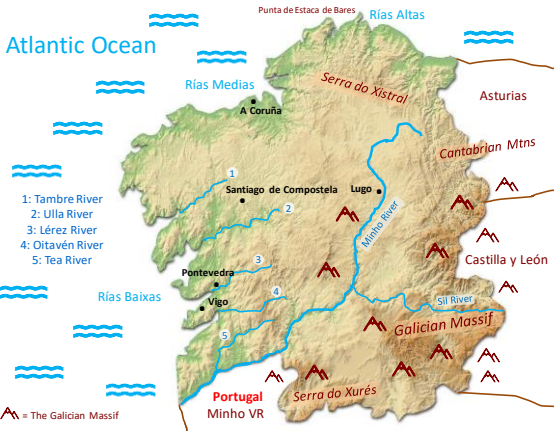 Punta de Estaca de Bares
Rías Altas
Atlantic Ocean
Serra do Xistral
Rías Medias
Asturias
A Coruña
Cantabrian Mtns
1
1: Tambre River
2: Ulla River
3: Lérez River
4: Oitavén River
5: Tea River
Santiago de Compostela
Lugo
2
Minho River
3
Pontevedra
Castilla y León
Rías Baixas
4
Vigo
Sil River
5
Galician Massif
Portugal
Minho VR
Serra do Xurés
= The Galician Massif